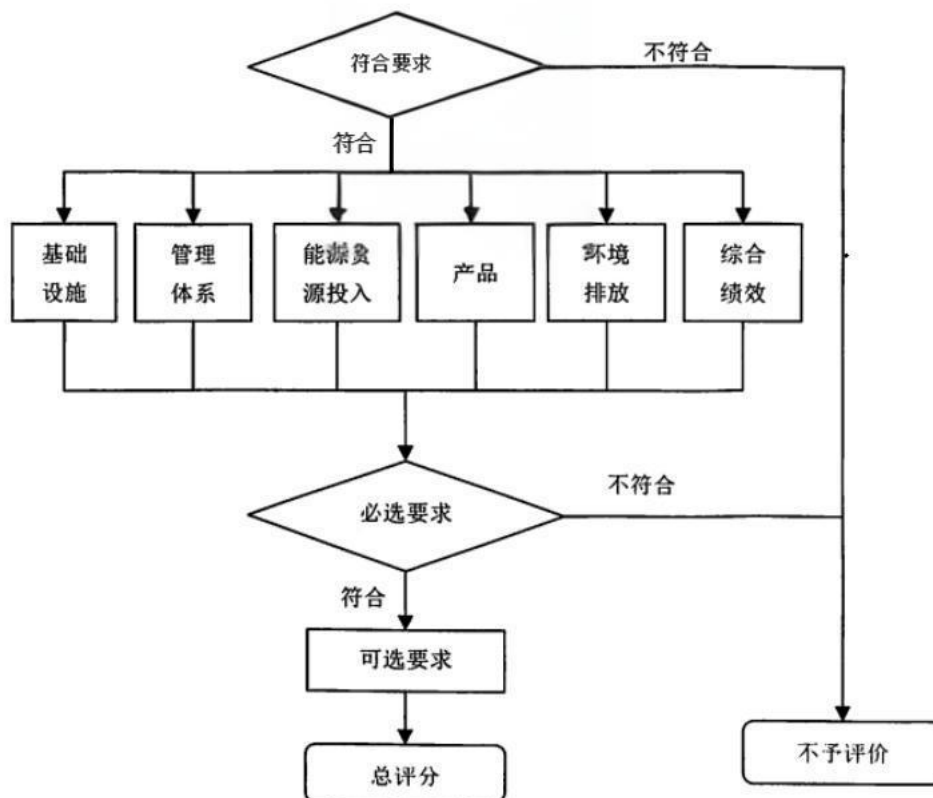 符合要求
不符合
符合
基础
设施
管理
体系
能源资
源投入
产品
环境
排放
综合
绩效
必选要求
不符合
符合
可选要求
总评分
不予评价